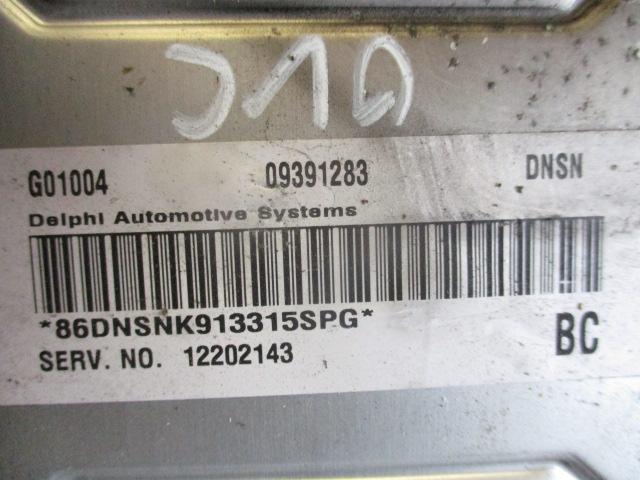 G01004 09391283 DNSN
Delphi Automotive Systems
*86DNSNK913315SPG*
SERV. NO. 12202143 BC